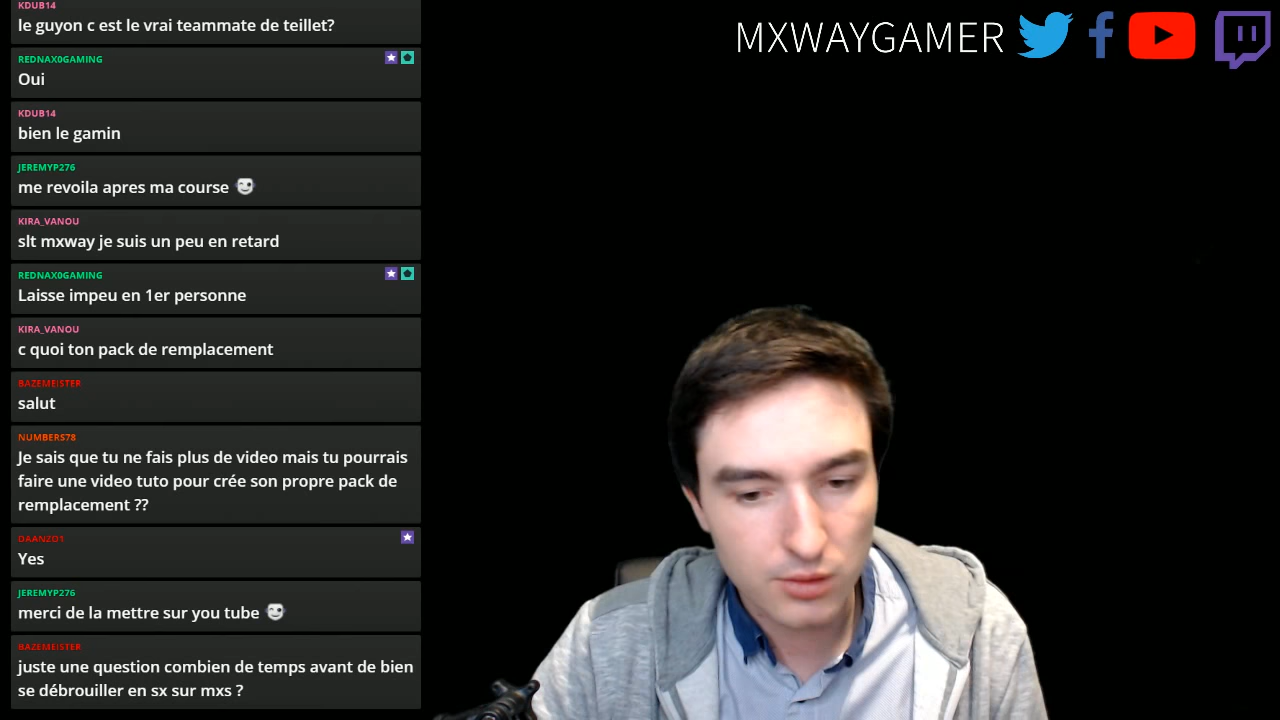 KDUB14
le guyon c est le vrai teammate de teillet?
REDNAX0GAMING
Oui
KDUB14
bien le gamin
JEREMYP276
me revoila apres ma course
KIRA_VANOU
slt mxway je suis un peu en retard
REDNAX0GAMING
Laisse impeu en 1er personne
KIRA_VANOU
c quoi ton pack de remplacement
BAZEMEISTER
salut
NUMBERS78
Je sais que tu ne fais plus de video mais tu pourrais
faire une video tuto pour crée son propre pack de
remplacement ??
DAANZO1
Yes
JEREMYP276
merci de la mettre sur you tube
BAZEMEISTER
juste une question combien de temps avant de bien
se débrouiller en sx sur mxs ?
MXWAYGAMER